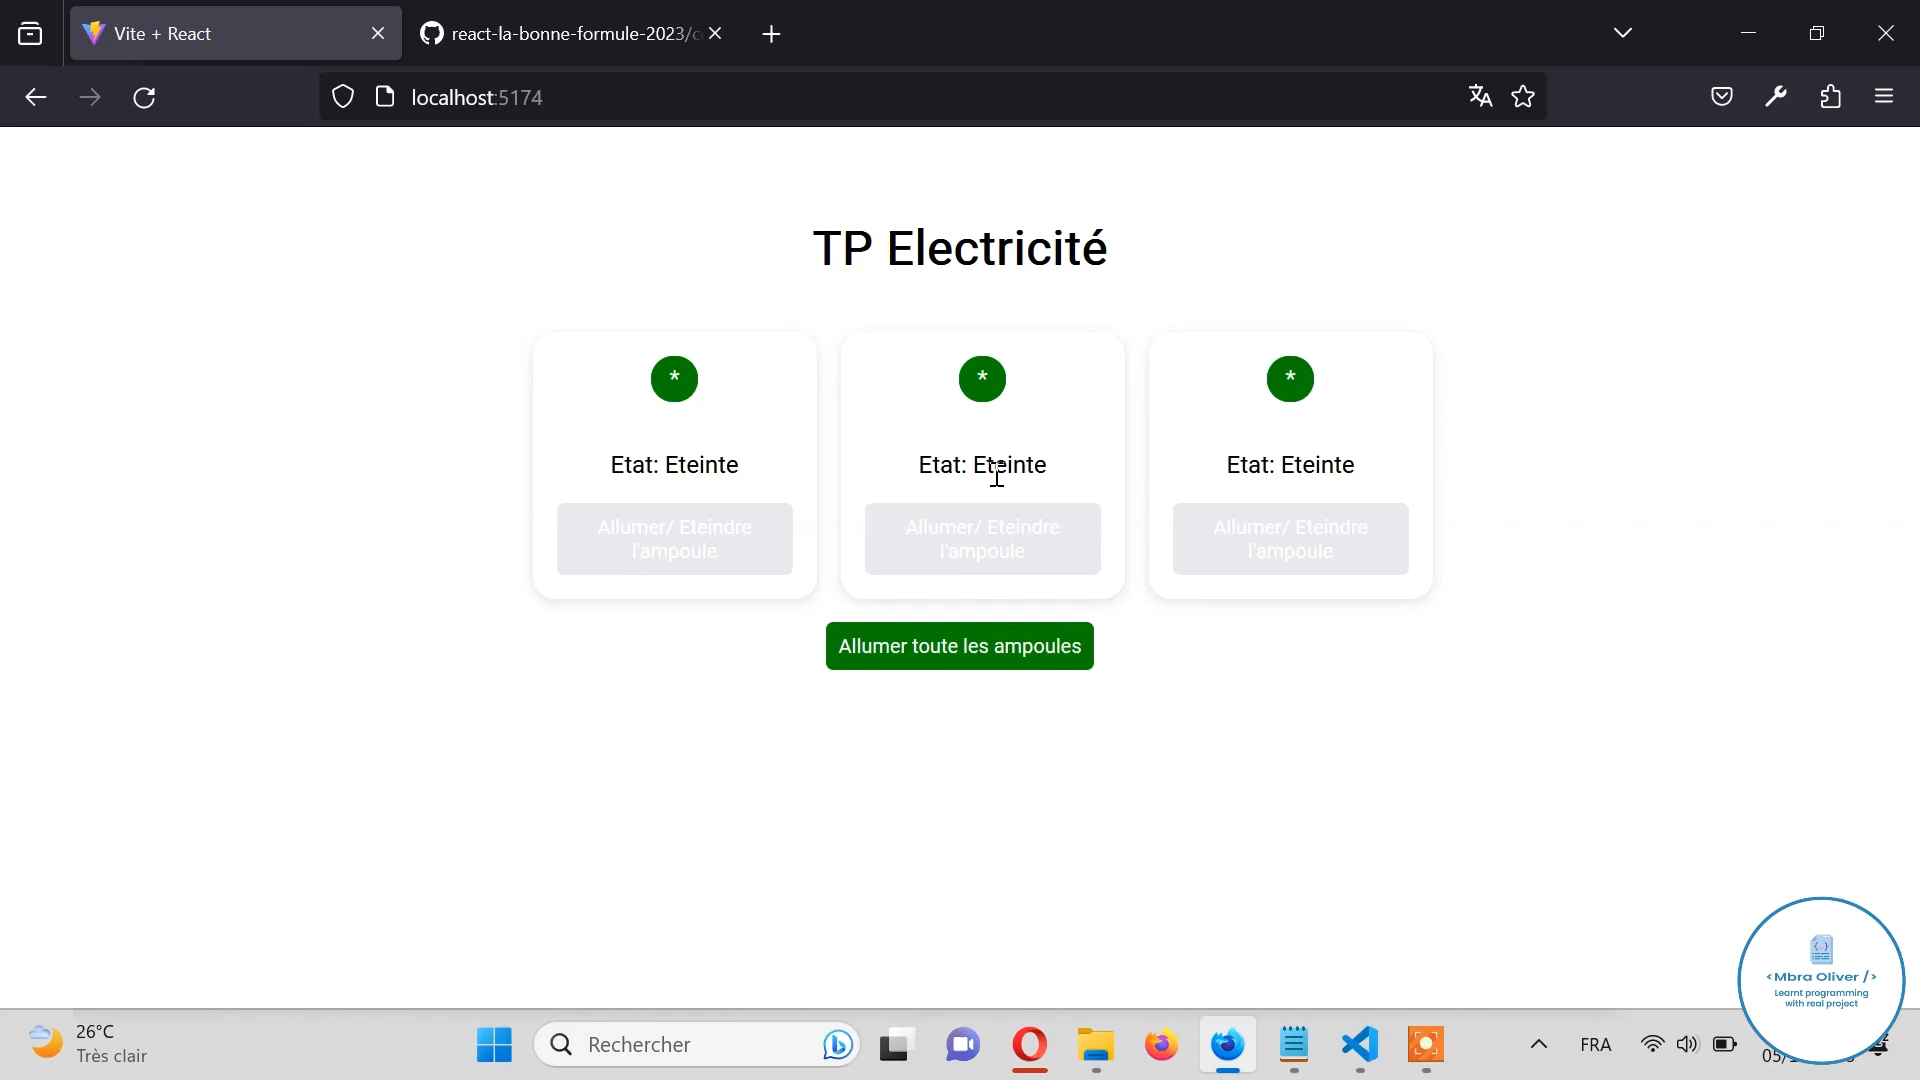 Vite + React
react-la-bonne-formule-2023/c
localhost:5174
TP Electricité
*
*
*
Etat: Eteinte
Etat: Eteinte
Etat: Eteinte
Allumer/ Eteindre
l'ampoule
Allumer/ Eteindre
l'ampoule
Allumer/ Eteindre
l'ampoule
Allumer toute les ampoules
{..}
<Mbra Oliver />
Learnt programming
with real project
26°C
Très clair
Rechercher
FRA
05/